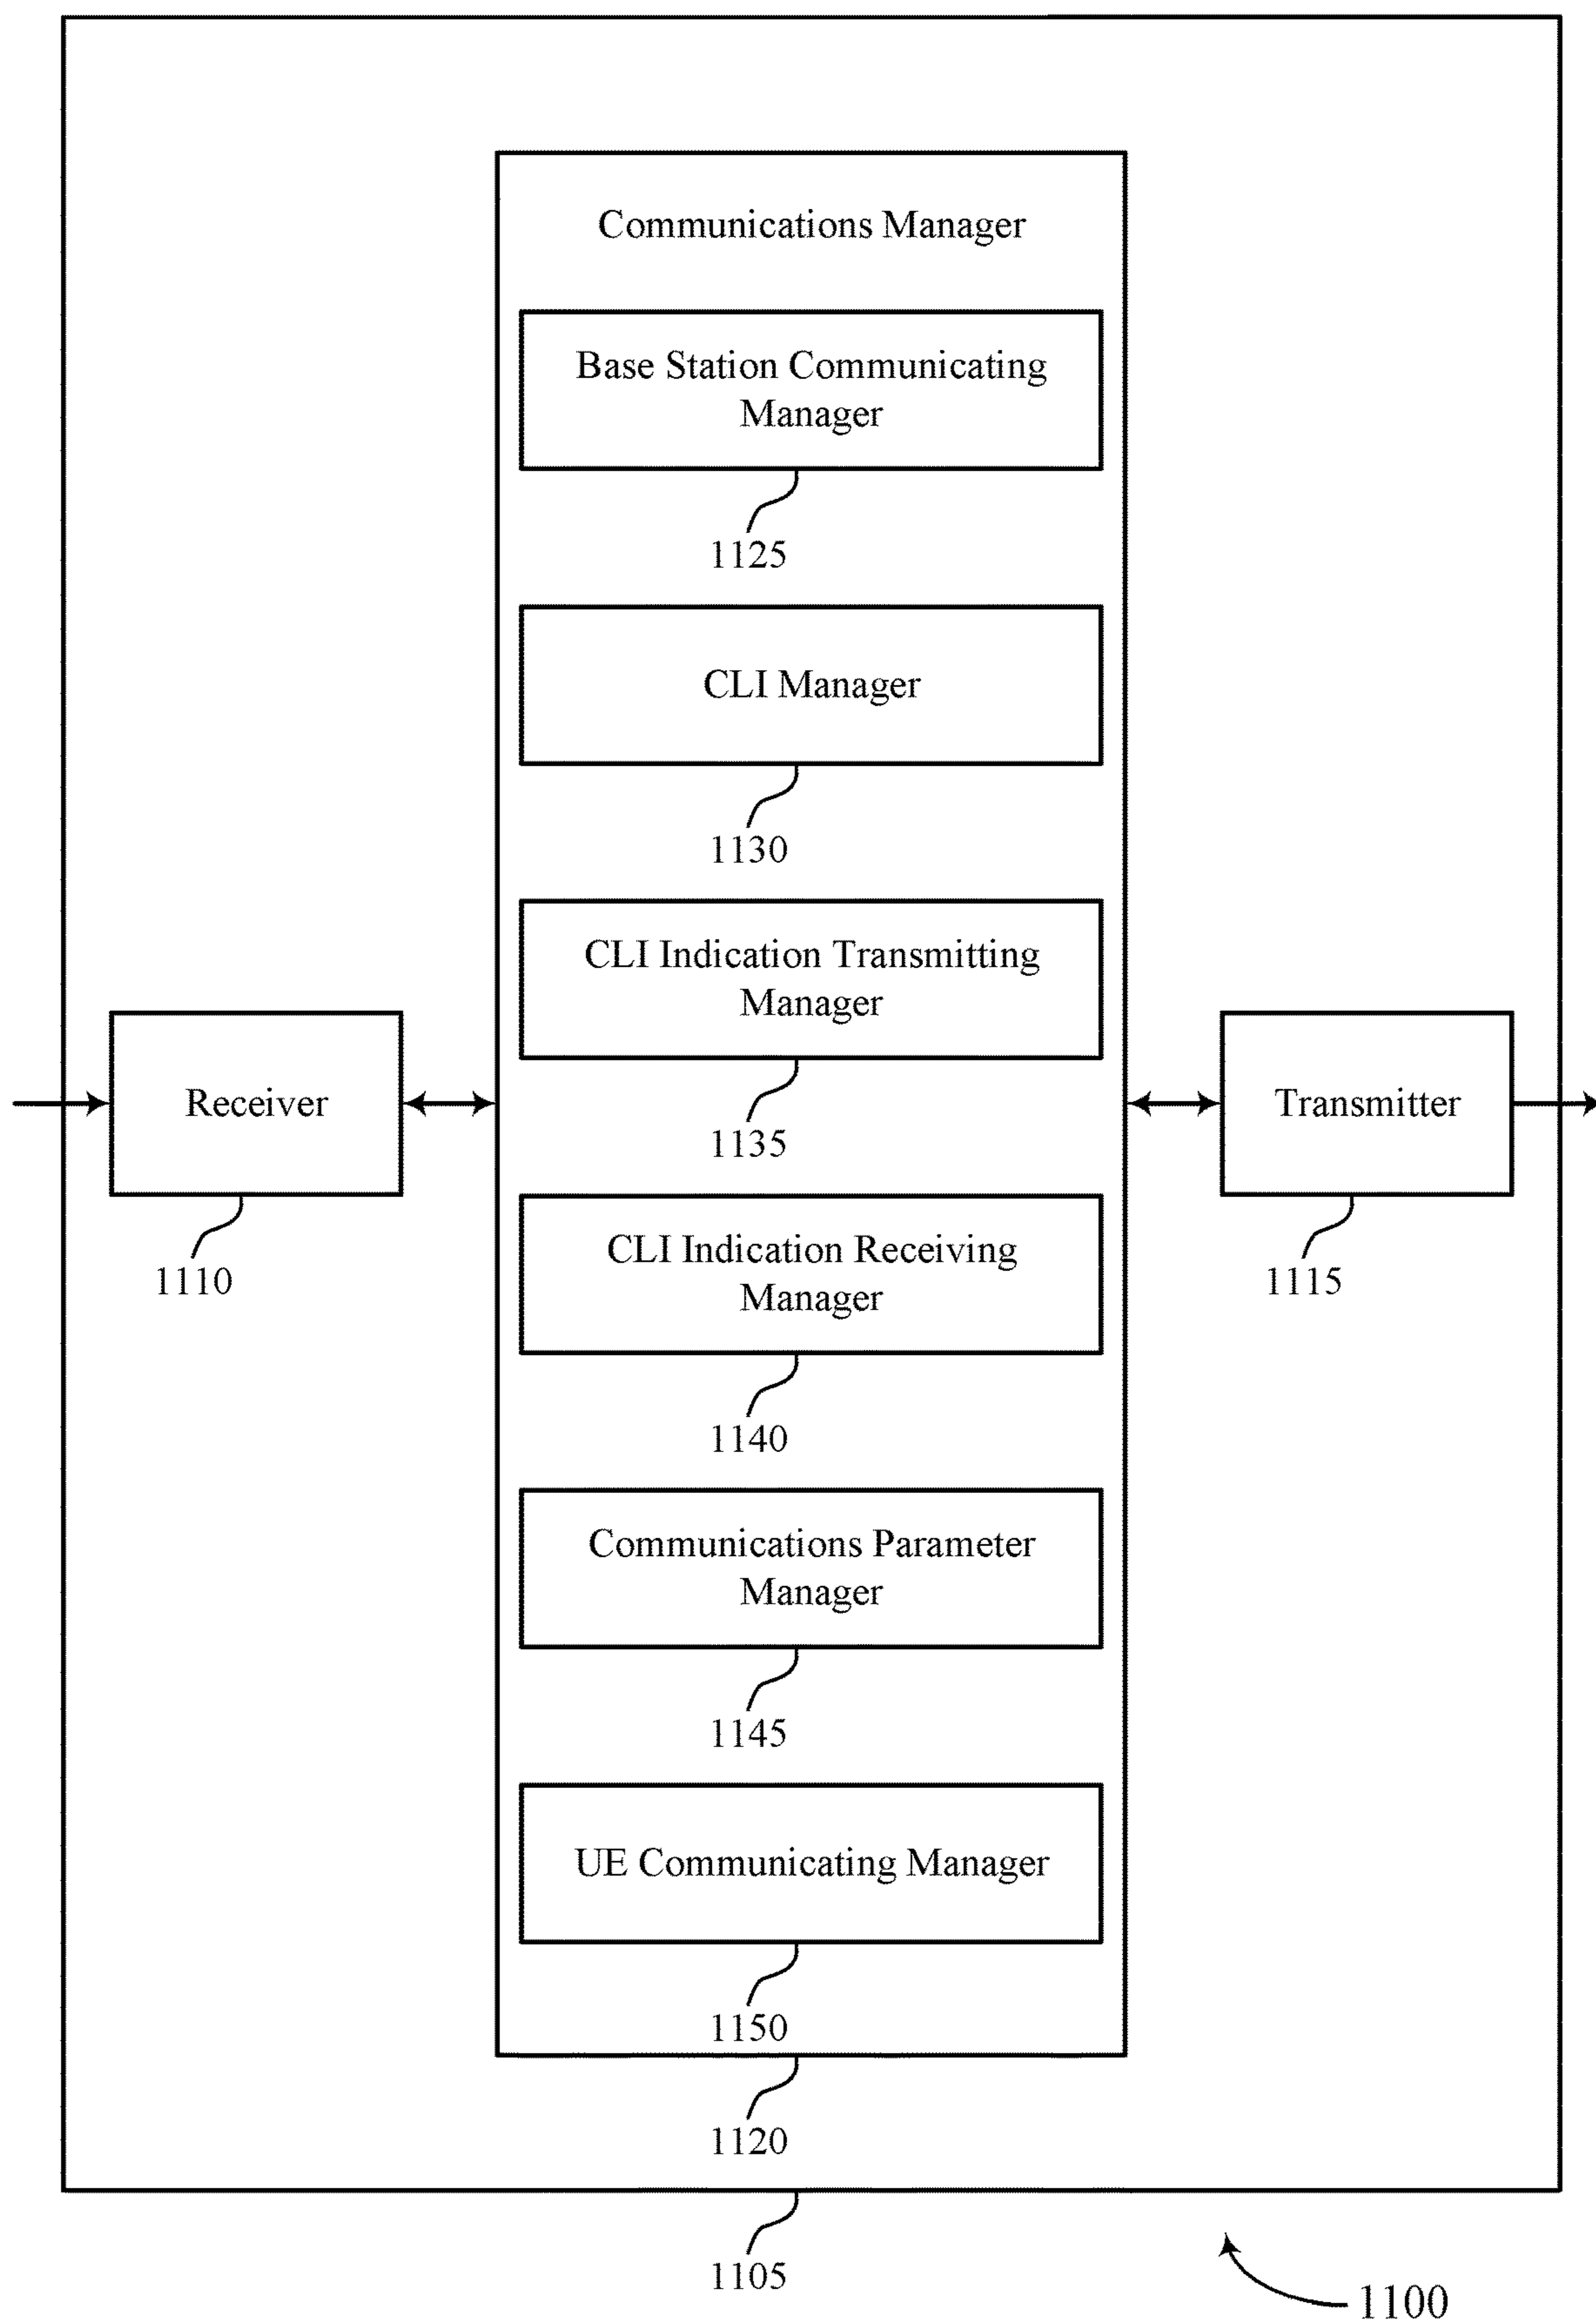 Communications Manager
Base Station Communicating
Manager
1125
CLI Manager
1130
CLI Indication Transmitting
Manager
1135
Receiver
1110
Transmitter
1115
CLI Indication Receiving
Manager
1140
Communications Parameter
Manager
1145
UE Communicating Manager
1150
1120
1105
1100